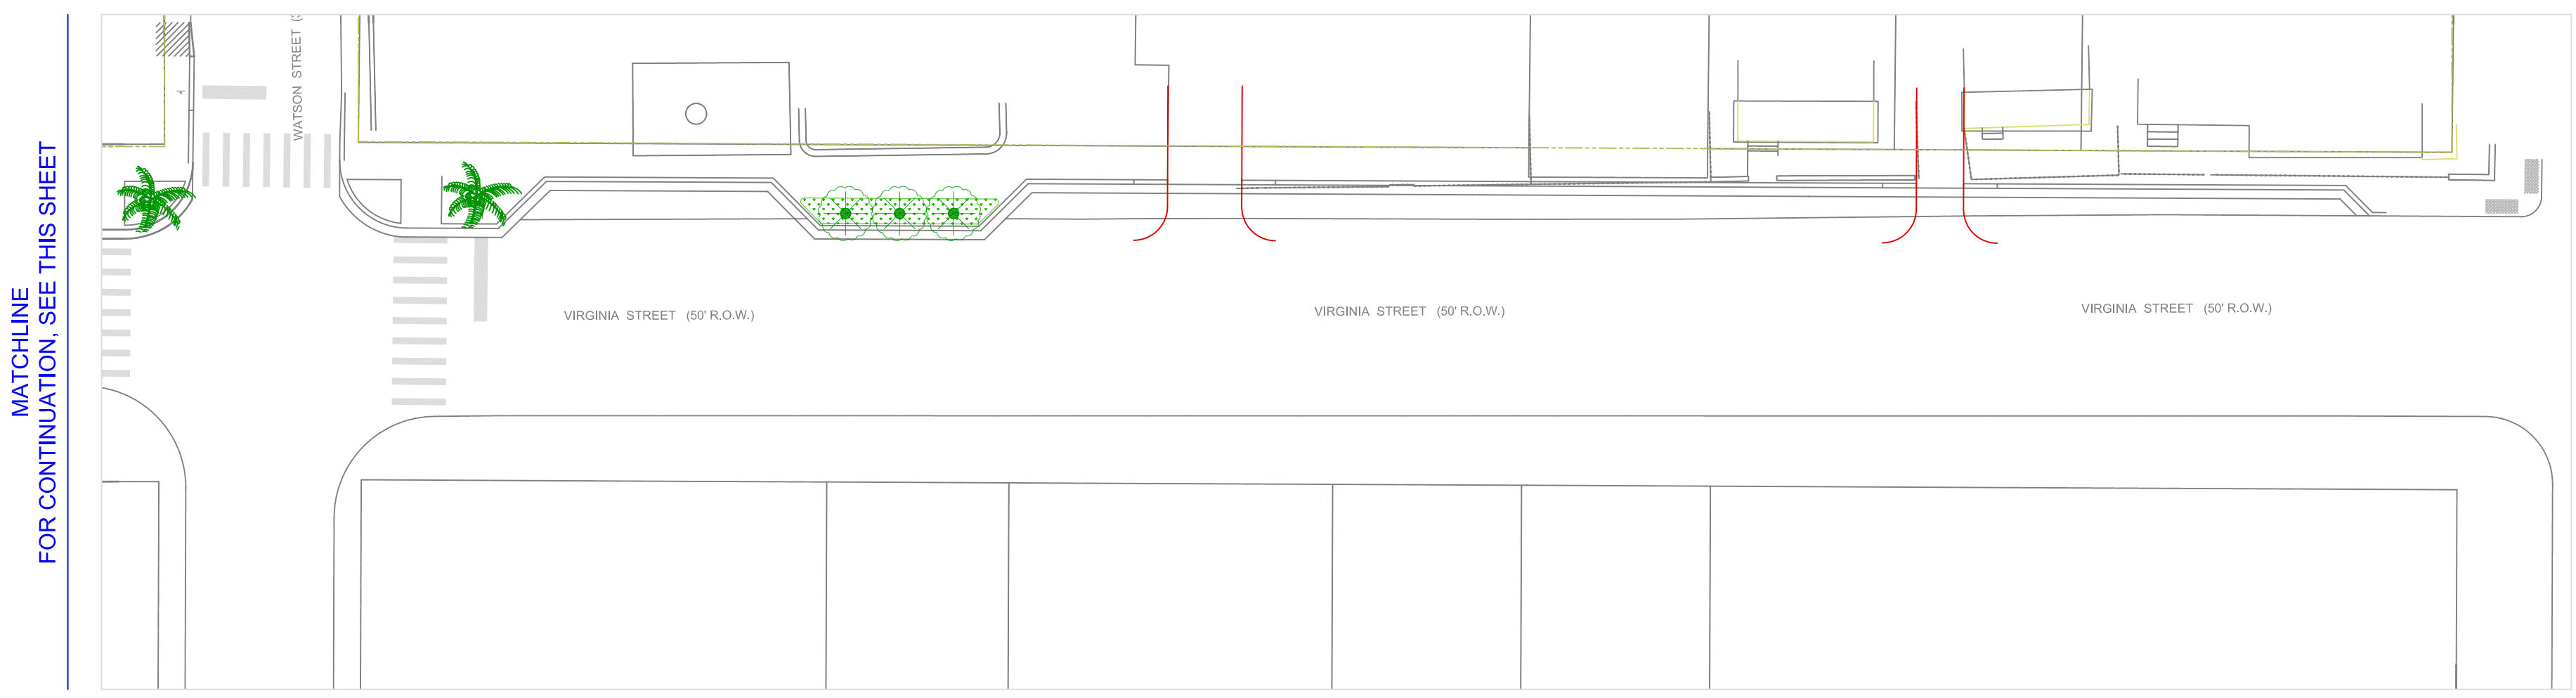 MATCHLINE
FOR CONTINUATION, SEE THIS SHEET
WATSON STREET (
VIRGINIA STREET (50' R.O.W.)
VIRGINIA STREET (50' R.O.W.)
VIRGINIA STREET (50' R.O.W.)